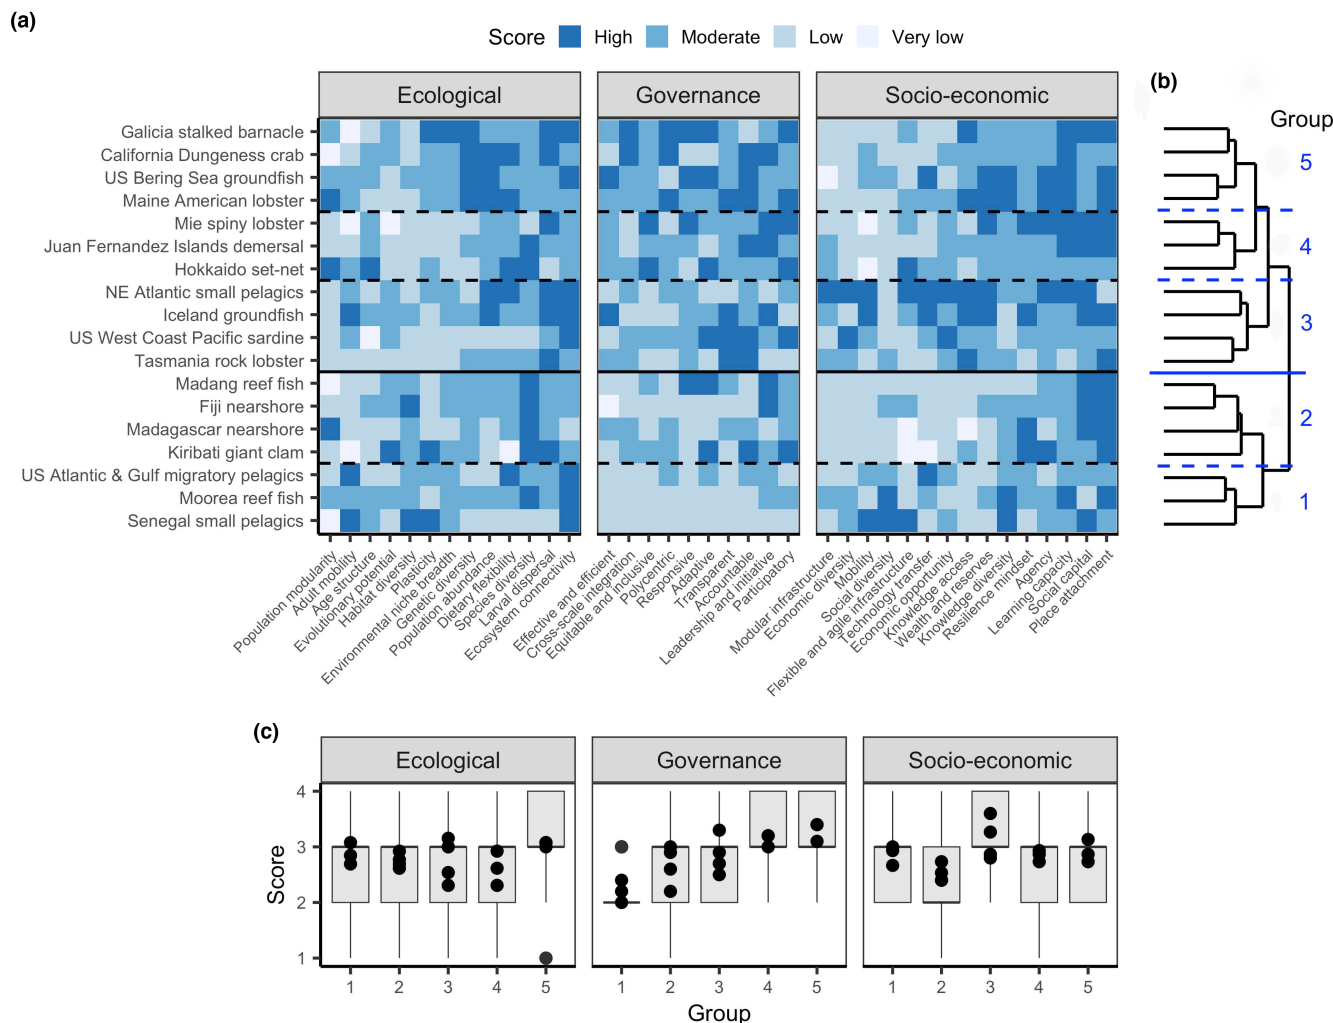 (a)
Score High Moderate Low Very low
Ecological Governance Socio-economic
(b)
Group
Galicia stalked barnacle
California Dungeness crab
US Bering Sea groundfish
Maine American lobster
Mie spiny lobster
Juan Fernandez Islands demersal
Hokkaido set-net
NE Atlantic small pelagics
Iceland groundfish
US West Coast Pacific sardine
Tasmania rock lobster
Madang reef fish
Fiji nearshore
Madagascar nearshore
Kiribati giant clam
US Atlantic & Gulf migratory pelagics
Moorea reef fish
Senegal small pelagics
5
4
3
2
1
Population modularity
Adult mobility
Age structure
Evolutionary potential
Habitat diversity
Plasticity
Environmental niche breadth
Genetic diversity
Population abundance
Dietary flexibility
Species diversity
Larval dispersal
Ecosystem connectivity
Effective and efficient
Cross-scale integration
Equitable and inclusive
Polycentric
Responsive
Adaptive
Transparent
Accountable
Leadership and initiative
Participatory
Modular infrastructure
Economic diversity
Mobility
Social diversity
Flexible and agile infrastructure
Technology transfer
Economic opportunity
Knowledge access
Wealth and reserves
Knowledge diversity
Resilience mindset
Agency
Learning capacity
Social capital
Place attachment
(c)
Ecological Governance Socio-economic
Score
4
3
2
1
1 2 3 4 5 1 2 3 4 5 1 2 3 4 5
Group